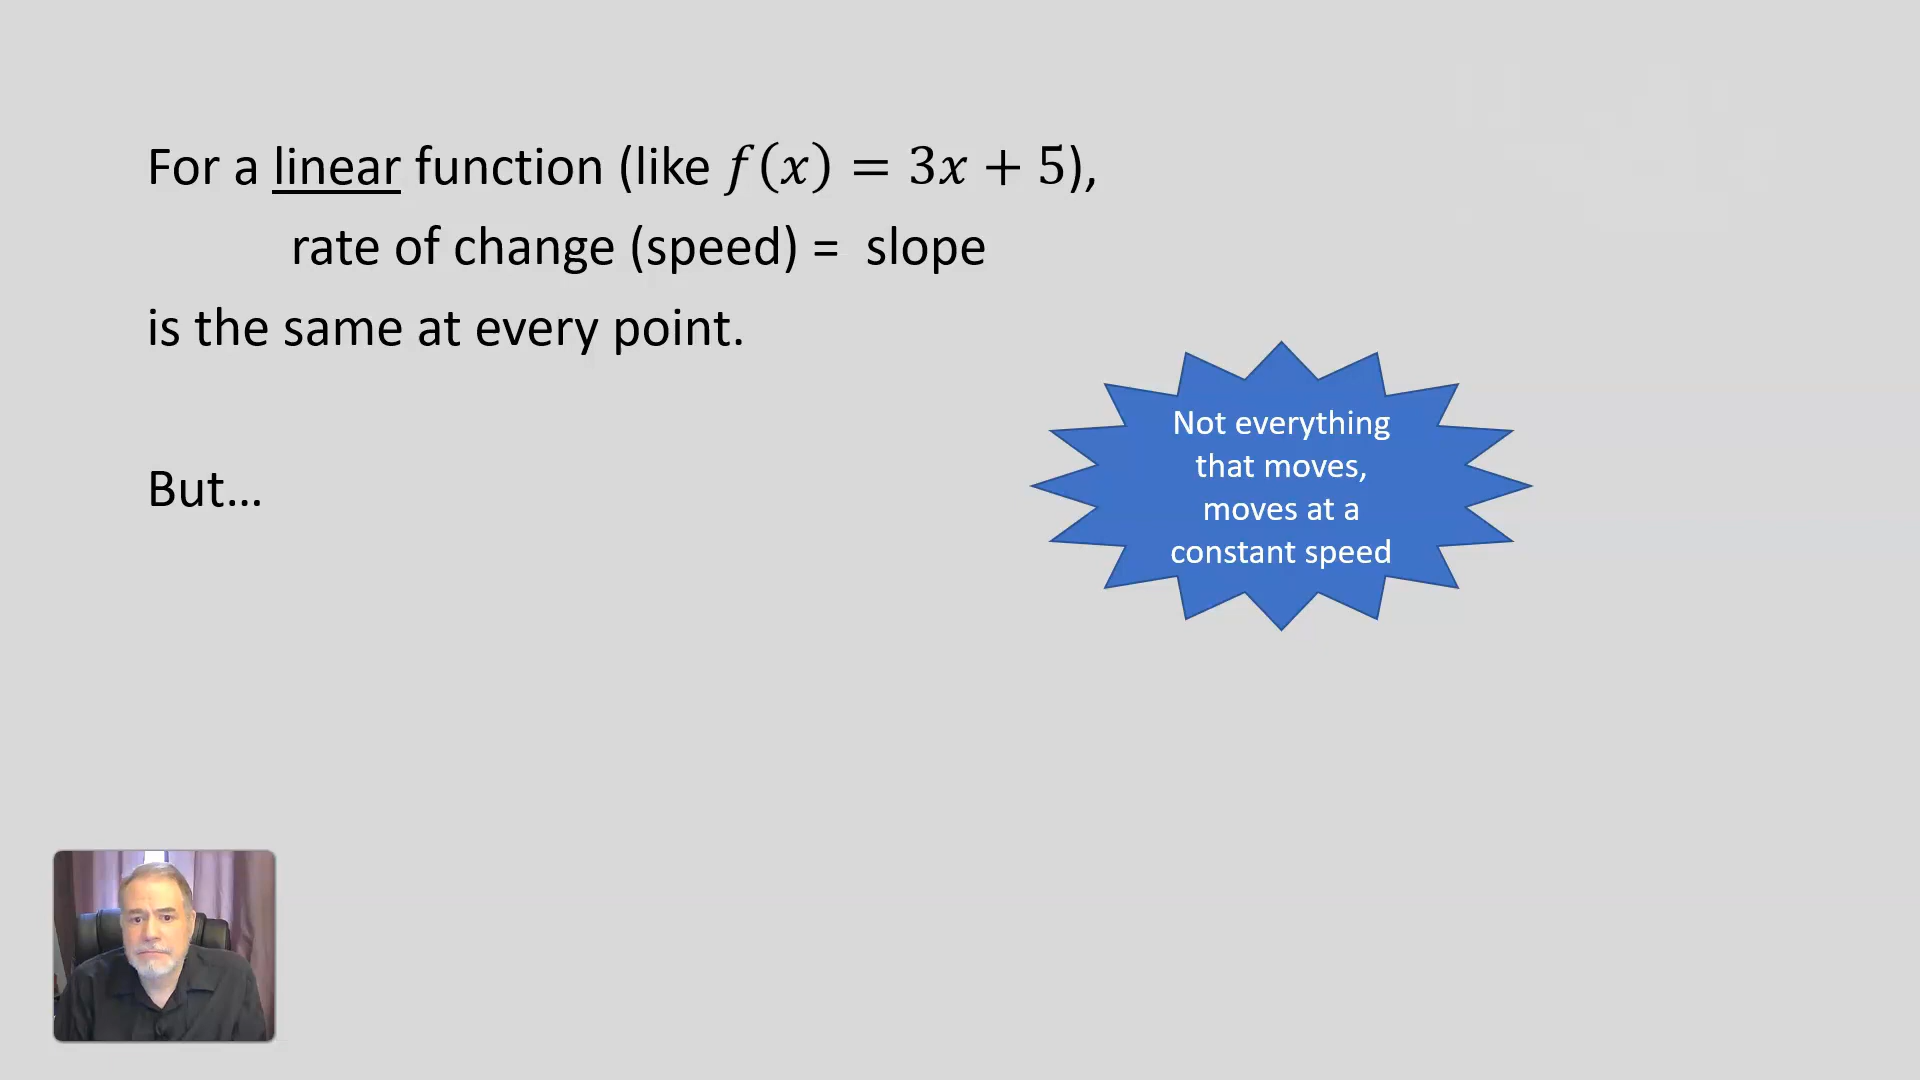 For a linear function (like f(x) = 3x + 5),
rate of change (speed) = slope
is the same at every point.
But...
Not everything
that moves,
moves at a
constant speed